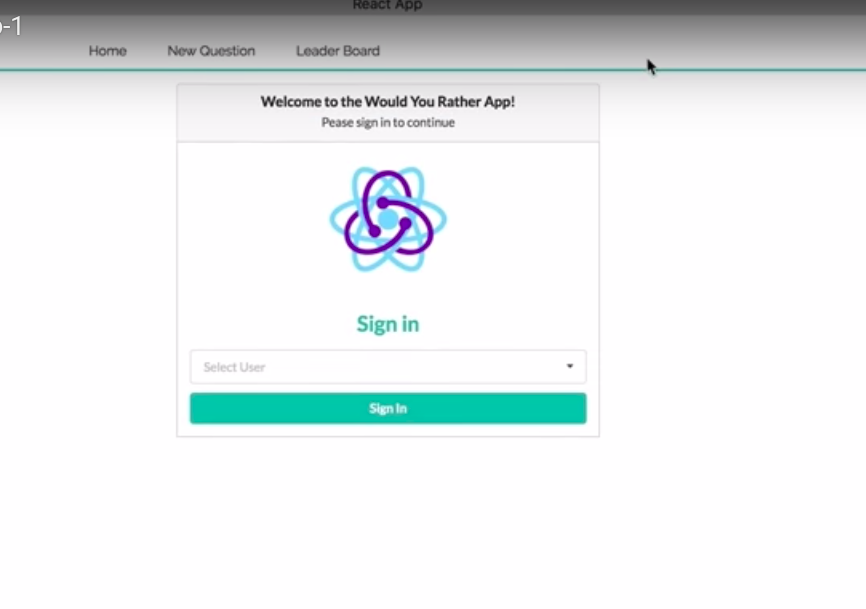 React App
-1
Home New Question Leader Board
Welcome to the Would You Rather App!
Pease sign in to continue
Sign in
Select User
Sign In